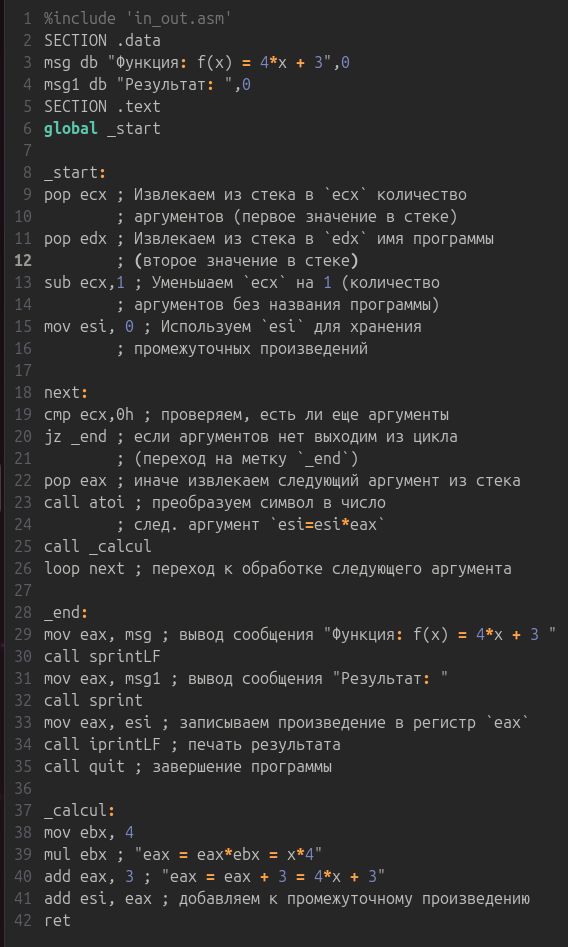 1 %include 'in_out.asm'
2 SECTION .data
3 msg db "Функция: f(x) = 4*x + 3",0
4 msg1 db "Результат: ",0
5 SECTION .text
6 global _start
7
8 _start:
9 pop ecx ; Извлекаем из стека в `ecx` количество
10         ; аргументов (первое значение в стеке)
11 pop edx ; Извлекаем из стека в `edx` имя программы
12         ; (второе значение в стеке)
13 sub ecx,1 ; Уменьшаем `ecx` на 1 (количество
14         ; аргументов без названия программы)
15 mov esi, 0 ; Используем `esi` для хранения
16         ; промежуточных произведений
17
18 next:
19 cmp ecx,0h ; проверяем, есть ли еще аргументы
20 jz _end ; если аргументов нет выходим из цикла
21         ; (переход на метку `_end`)
22 pop eax ; иначе извлекаем следующий аргумент из стека
23 call atoi ; преобразуем символ в число
24         ; след. аргумент `esi=esi*eax`
25 call _calcul
26 loop next ; переход к обработке следующего аргумента
27
28 _end:
29 mov eax, msg ; вывод сообщения "Функция: f(x) = 4*x + 3 "
30 call sprintLF
31 mov eax, msg1 ; вывод сообщения "Результат: "
32 call sprint
33 mov eax, esi ; записываем произведение в регистр `eax`
34 call iprintLF ; печать результата
35 call quit ; завершение программы
36
37 _calcul:
38 mov ebx, 4
39 mul ebx ; "eax = eax*ebx = x*4"
40 add eax, 3 ; "eax = eax + 3 = 4*x + 3"
41 add esi, eax ; добавляем к промежуточному произведению
42 ret